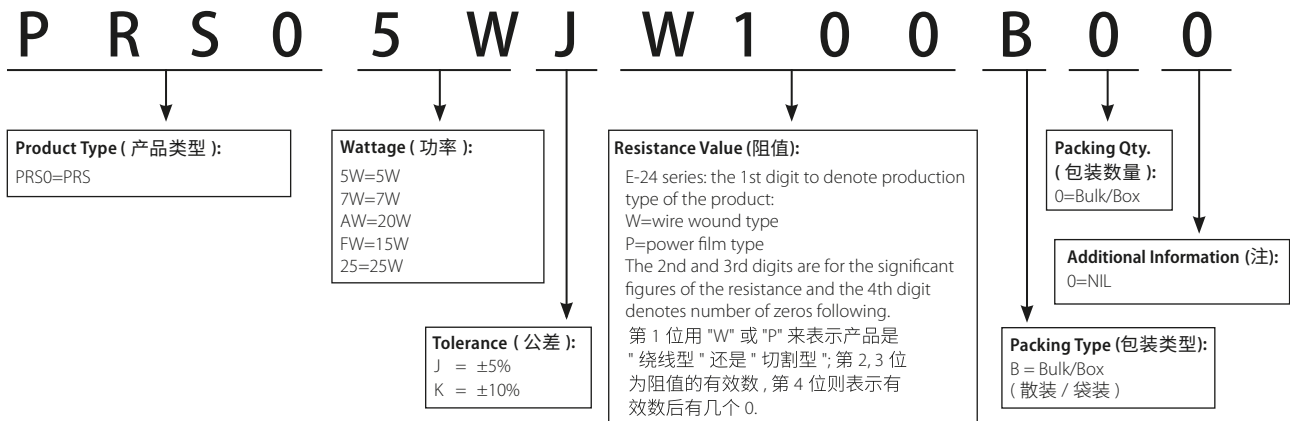 P R S 0 5 W J W 1 0 0 B 0 0
Product Type ( 产品类型 ):
PRS0=PRS
Wattage ( 功率 ):
5W=5W
7W=7W
AW=20W
FW=15W
25=25W
Tolerance ( 公差 ):
J = ±5%
K = ±10%
Resistance Value (阻值):
E-24 series: the 1st digit to denote production
type of the product:
W=wire wound type
P=power film type
The 2nd and 3rd digits are for the significant
figures of the resistance and the 4th digit
denotes number of zeros following.
第 1 位用 "W" 或 "P" 来表示产品是
" 绕线型 " 还是 " 切割型 "; 第 2, 3 位
为阻值的有效数 , 第 4 位则表示有
效数后有几个 0.
Packing Qty.
( 包装数量 ):
0=Bulk/Box
Additional Information (注):
0=NIL
Packing Type (包装类型):
B = Bulk/Box
( 散装 / 袋装 )